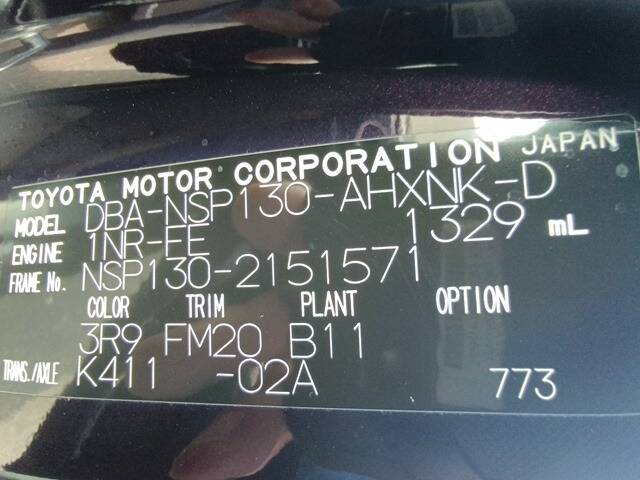 TOYOTA MOTOR CORPORATION JAPAN
MODEL DBA-NSP130-AHXNK-D
ENGINE 1NR-FE 1329 mL
FRAME No. NSP130-2151571
COLOR TRIM PLANT OPTION
3R9 FM20 B11
TRANS./AXLE K411 -02A 773